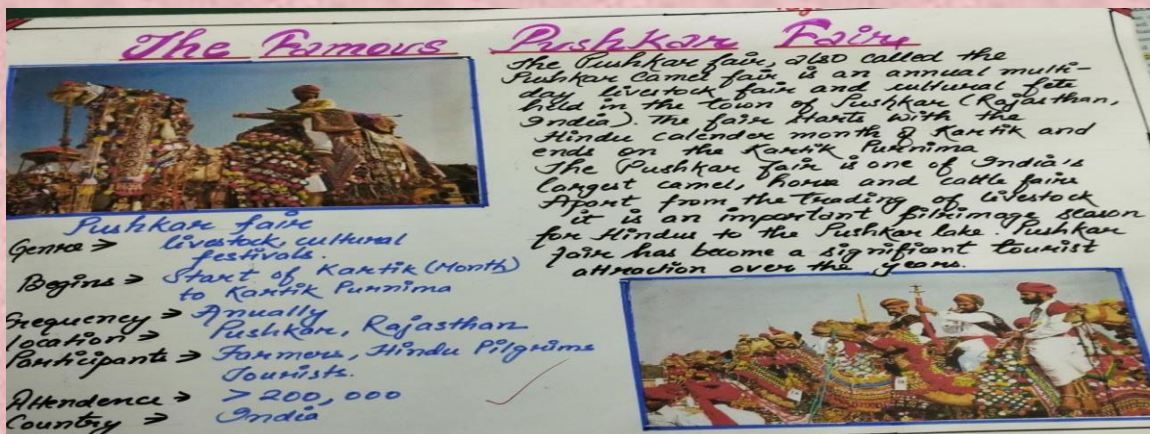 The Famous Pushkar Fair
The Pushkar fair, also called the
Pushkar Camel fair is an annual multi-
day livestock fair and cultural fete
held in the town of Pushkar (Rajasthan,
India). The fair starts with the
Hindu calender month of Kartik and
ends on the Kartik Purnima
The Pushkar fair is one of India's
largest camel, horse and cattle fairs
Apart from the trading of livestock
it is an important pilrimage season
for Hindus to the Pushkar lake. Pushkar
fair has become a significant tourist
attraction over the years.
Pushkar fair
Genre > livestock, cultural
festivals.
Begins > Start of Kartik (Month)
to Kartik Purnima
Frequency > Annually
location > Pushkar, Rajasthan
Participants > Farmers, Hindu Pilgrims
Tourists.
Attendence > > 200,000
Country > India